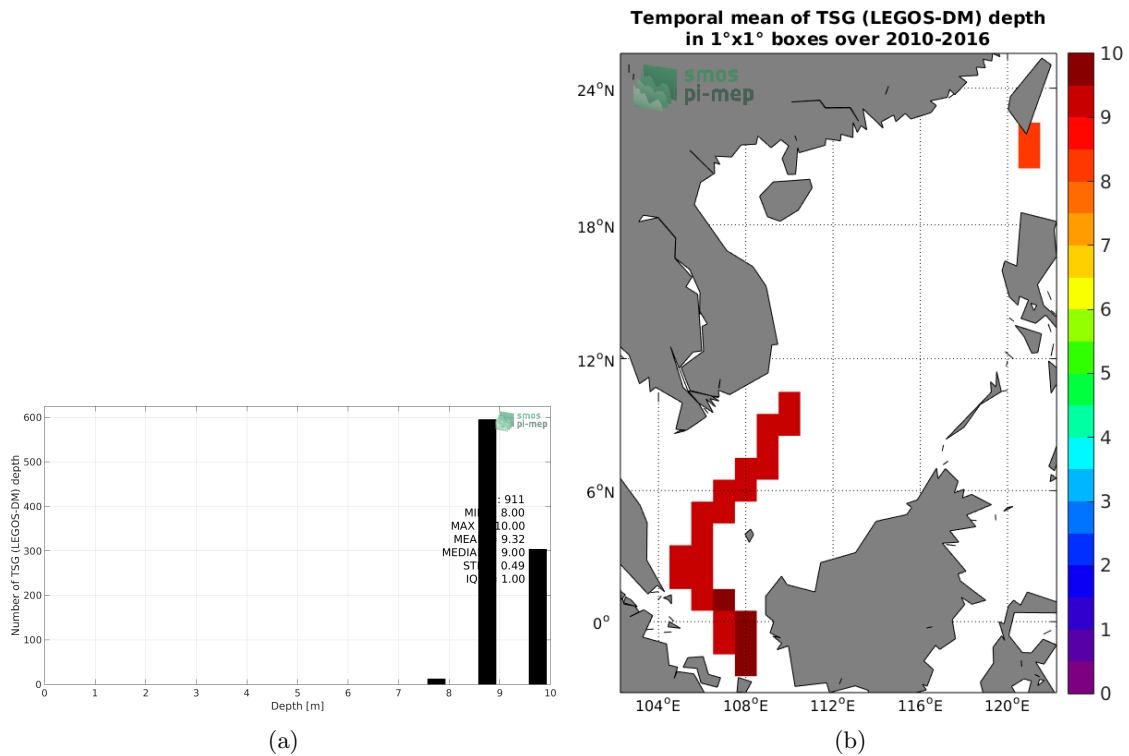 Temporal mean of TSG (LEGOS-DM) depth
in 1°x1° boxes over 2010-2016
smos
pi-mep
24°N
18°N
12°N
6°N
0°
104°E
108°E
112°E
116°E
120°E
10
9
8
7
6
5
4
3
2
1
0
(b)
smos
pi-mep
Number of TSG (LEGOS-DM) depth
600
500
400
300
200
100
0
: 911
8.00
MAX 10.00
9.32
MEDIAN 9.00
0.49
1.00
0
1
2
3
4
5
6
7
8
9
10
Depth [m]
(a)